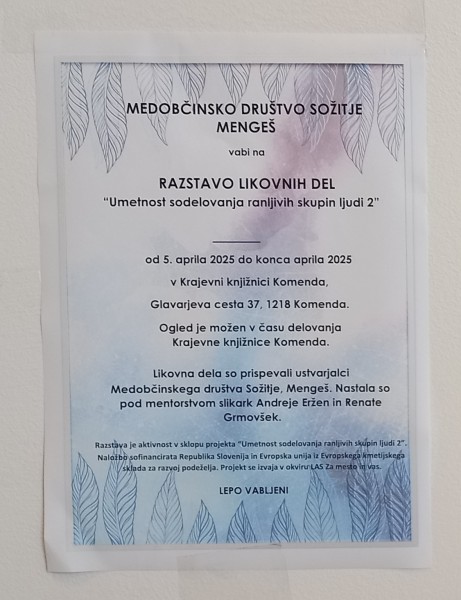 MEDOBČINSKO DRUŠTVO SOŽITJE
MENGEŠ
vabi na
RAZSTAVO LIKOVNIH DEL
“Umetnost sodelovanja ranljivih skupin ljudi 2”
od 5. aprila 2025 do konca aprila 2025
v Krajevni knjižnici Komenda,
Glavarjeva cesta 37, 1218 Komenda.
Ogled je možen v času delovanja
Krajevne knjižnice Komenda.
Likovna dela so prispevali ustvarjalci
Medobčinskega društva Sožitje, Mengeš. Nastala so
pod mentorstvom slikark Andreje Eržen in Renate
Grmovšek.
Razstava je aktivnost v sklopu projekta “Umetnost sodelovanja ranljivih skupin ljudi 2”.
Naložbo sofinancirata Republika Slovenija in Evropska unija iz Evropskega kmetijskega
sklada za razvoj podeželja. Projekt se izvaja v okviru LAS Za mesto in vas.
LEPO VABLJENI